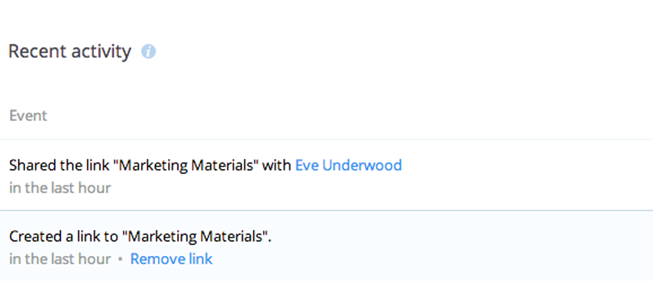 Recent activity
Event
Shared the link "Marketing Materials" with Eve Underwood
in the last hour
Created a link to "Marketing Materials".
in the last hour • Remove link